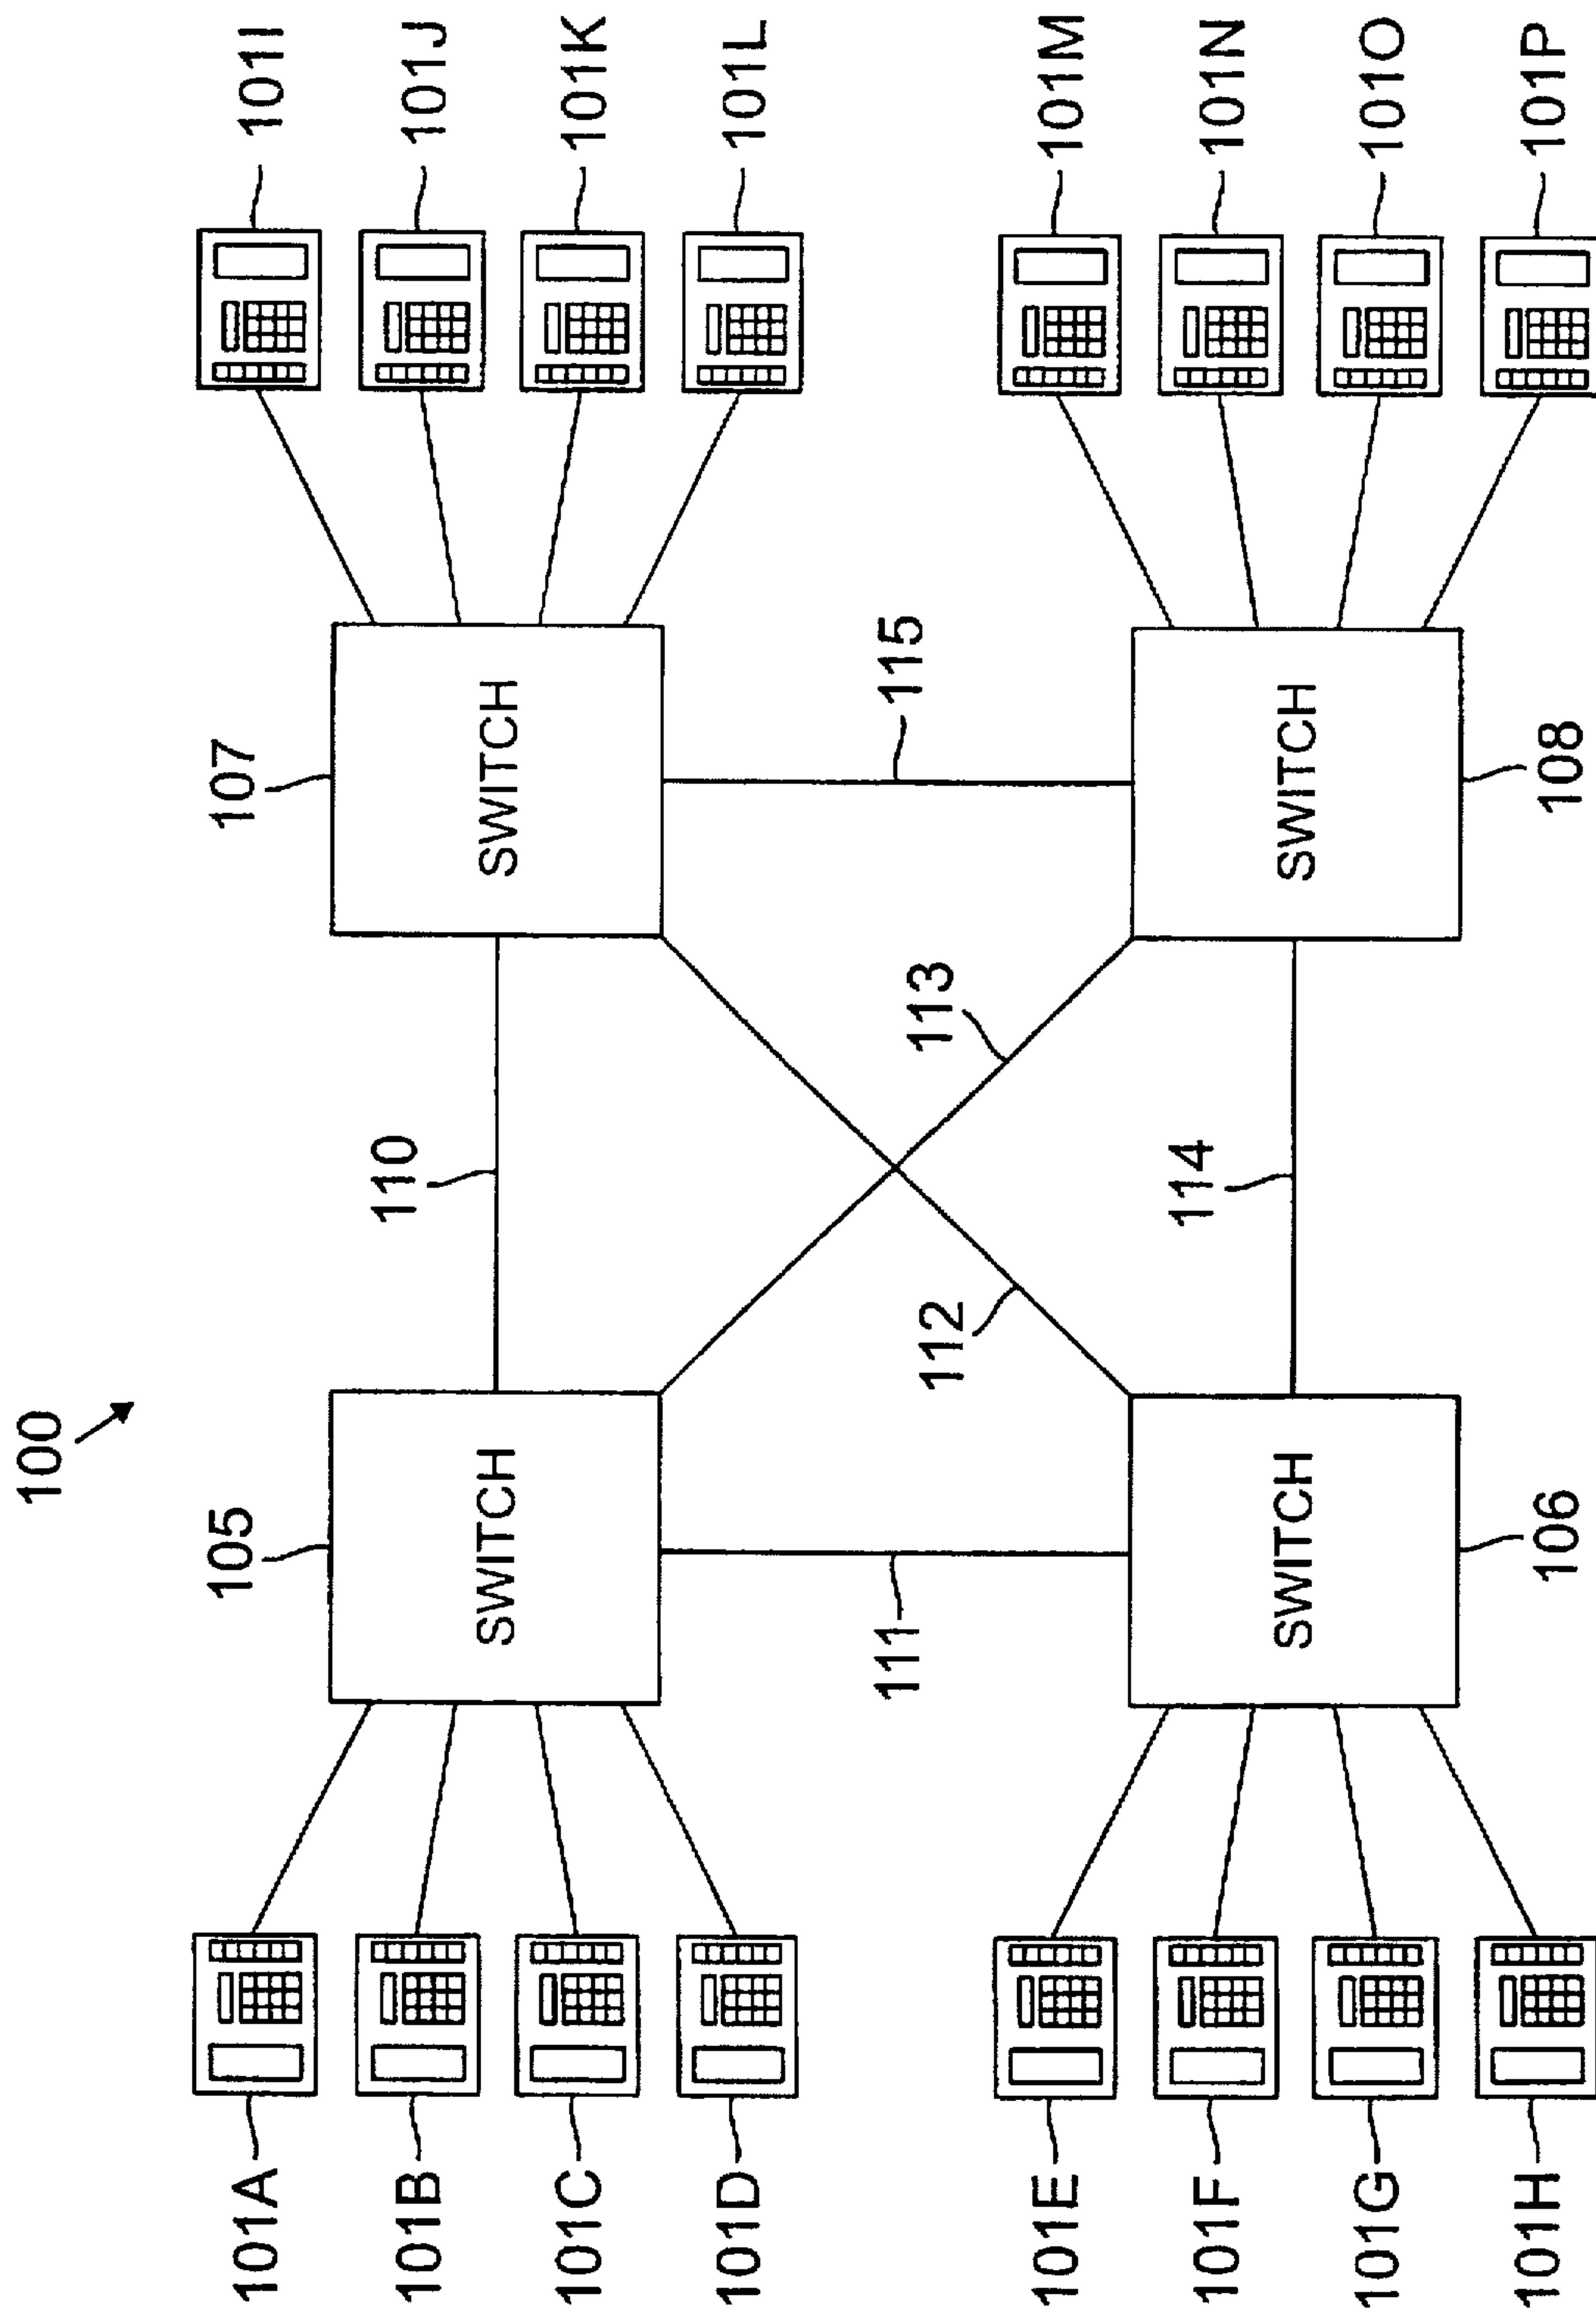 100
101A
101B
101C
101D
105
SWITCH
110
107
SWITCH
101I
101J
101K
101L
111
112
113
115
101E
101F
101G
101H
106
SWITCH
114
108
SWITCH
101M
101N
101O
101P